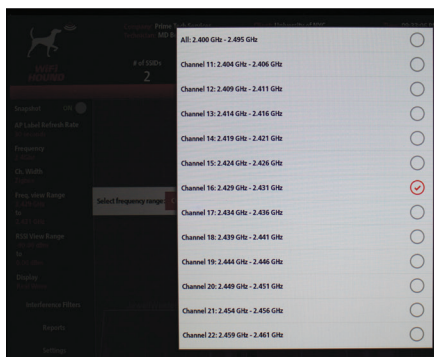 # of SSIDs
2
Snapshot ON
AP Label Refresh Rate
Frequency
Ch. Width
Freq. view Range
to
RSSI View Range
to
Display
Interference Filters
Reports
Settings
Select frequency range:
All: 2.400 GHz - 2.495 GHz
Channel 11: 2.404 GHz - 2.406 GHz
Channel 12: 2.409 GHz - 2.411 GHz
Channel 13: 2.414 GHz - 2.416 GHz
Channel 14: 2.419 GHz - 2.421 GHz
Channel 15: 2.424 GHz - 2.426 GHz
Channel 16: 2.429 GHz - 2.431 GHz
Channel 17: 2.434 GHz - 2.436 GHz
Channel 18: 2.439 GHz - 2.441 GHz
Channel 19: 2.444 GHz - 2.446 GHz
Channel 20: 2.449 GHz - 2.451 GHz
Channel 21: 2.454 GHz - 2.456 GHz
Channel 22: 2.459 GHz - 2.461 GHz